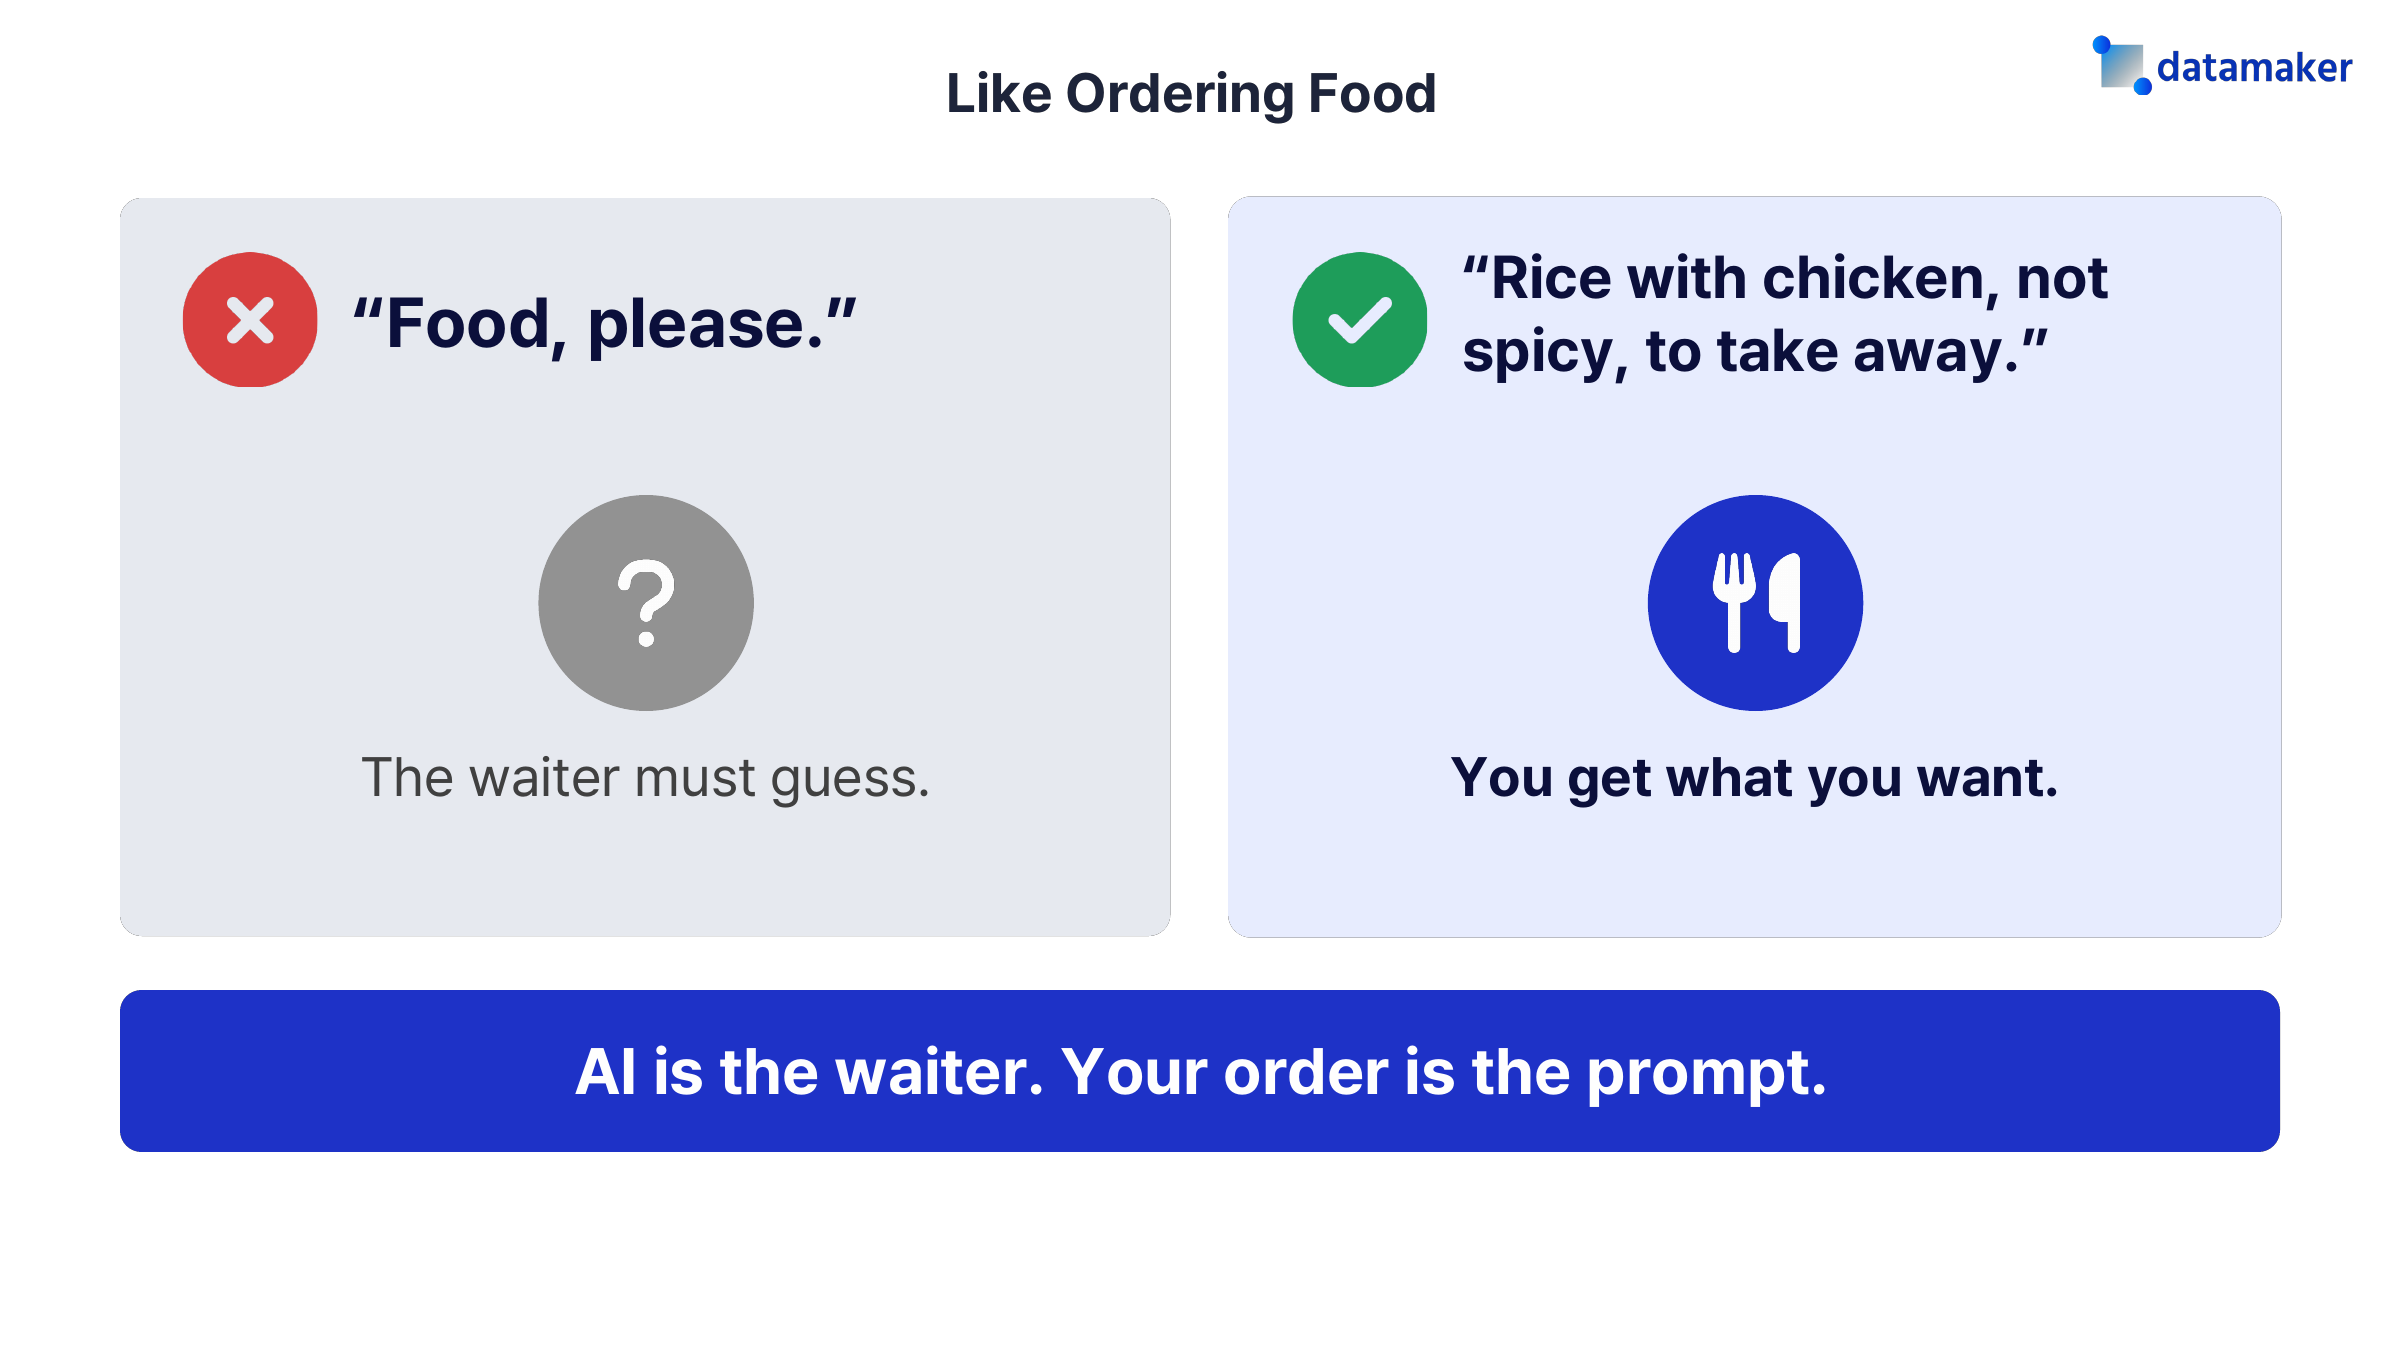 Like Ordering Food
datamaker
“Food, please.”
“Rice with chicken, not
spicy, to take away.”
?
The waiter must guess.
You get what you want.
AI is the waiter. Your order is the prompt.